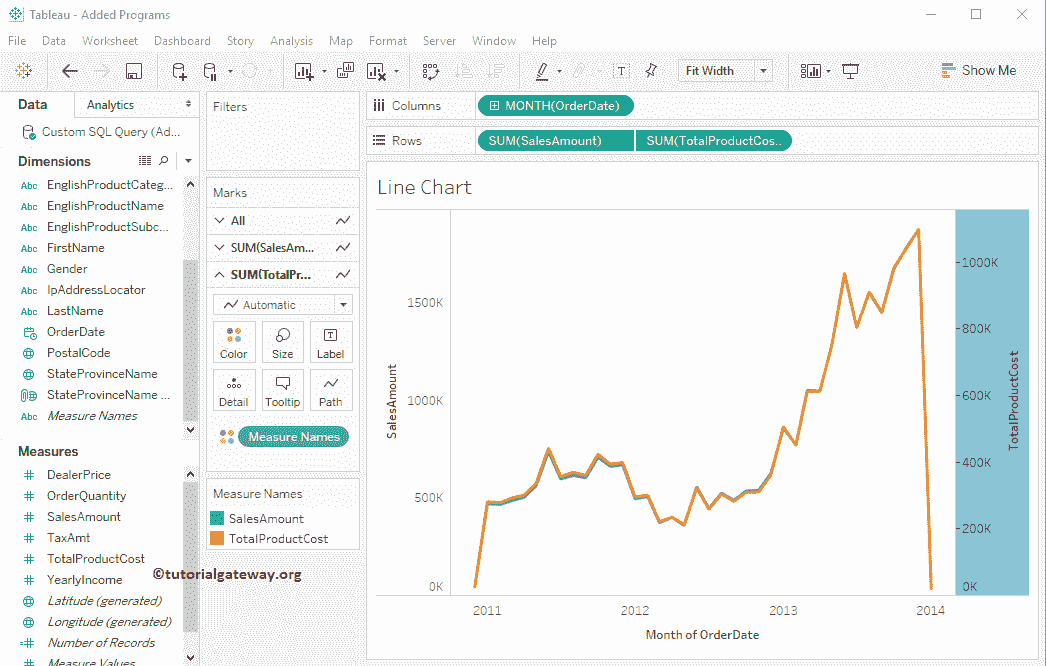 Tableau - Added Programs
File Data Worksheet Dashboard Story Analysis Map Format Server Window Help
Fit Width
Show Me
Data
Analytics
Custom SQL Query (Ad...
Dimensions
Abc EnglishProductCateg...
Abc EnglishProductName
Abc EnglishProductSubc...
Abc FirstName
Abc Gender
Abc IpAddressLocator
Abc LastName
OrderDate
PostalCode
StateProvinceName
StateProvinceName ...
Abc Measure Names
Measures
DealerPrice
OrderQuantity
SalesAmount
TaxAmt
TotalProductCost
YearlyIncome
Latitude (generated)
Longitude (generated)
Number of Records
Measure Values
Filters
Marks
All
SUM(SalesAm...
SUM(TotalPr...
Automatic
Color Size Label
Detail Tooltip Path
Measure Names
Measure Names
SalesAmount
TotalProductCost
©tutorialgateway.org
Columns
MONTH(OrderDate)
Rows
SUM(SalesAmount)
SUM(TotalProductCos..
Line Chart
1500K
1000K
500K
0K
SalesAmount
1000K
800K
600K
400K
200K
0K
TotalProductCost
2011 2012 2013 2014
Month of OrderDate